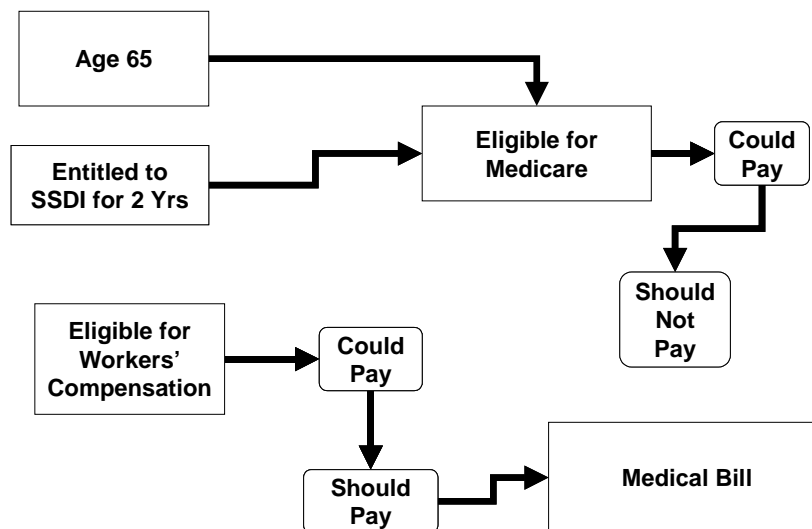 Age 65
Eligible for
Medicare
Could
Pay
Entitled to
SSDI for 2 Yrs
Should
Not
Pay
Eligible for
Workers’
Compensation
Could
Pay
Should
Pay
Medical Bill